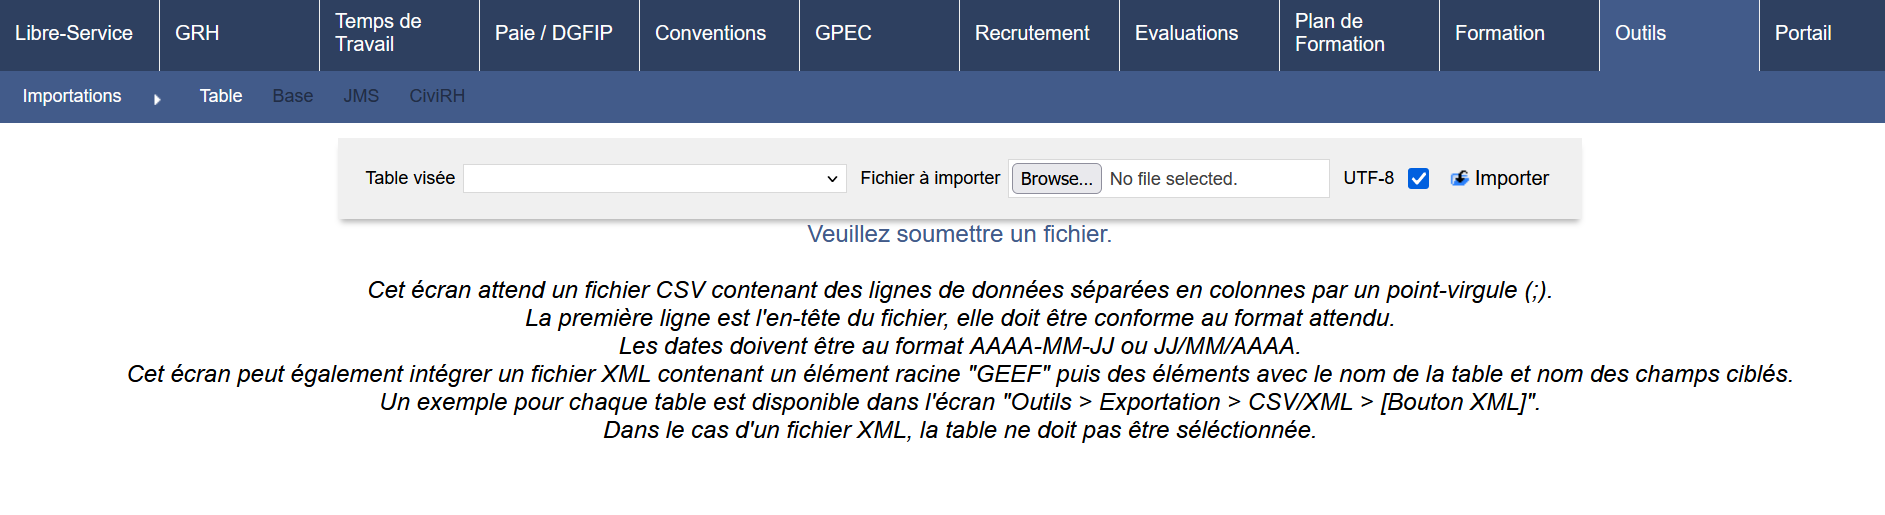 Libre-Service
GRH
Temps de
Travail
Paie / DGFIP
Conventions
GPEC
Recrutement
Evaluations
Plan de
Formation
Formation
Outils
Portail
Importations
Table
Base
JMS
CiviRH
Table visée
Fichier à importer
Browse...
No file selected.
UTF-8
Importer
Veuillez soumettre un fichier.
Cet écran attend un fichier CSV contenant des lignes de données séparées en colonnes par un point-virgule (;).
La première ligne est l'en-tête du fichier, elle doit être conforme au format attendu.
Les dates doivent être au format AAAA-MM-JJ ou JJ/MM/AAAA.
Cet écran peut également intégrer un fichier XML contenant un élément racine "GEEF" puis des éléments avec le nom de la table et nom des champs ciblés.
Un exemple pour chaque table est disponible dans l'écran "Outils > Exportation > CSV/XML > [Bouton XML]".
Dans le cas d'un fichier XML, la table ne doit pas être séléctionnée.